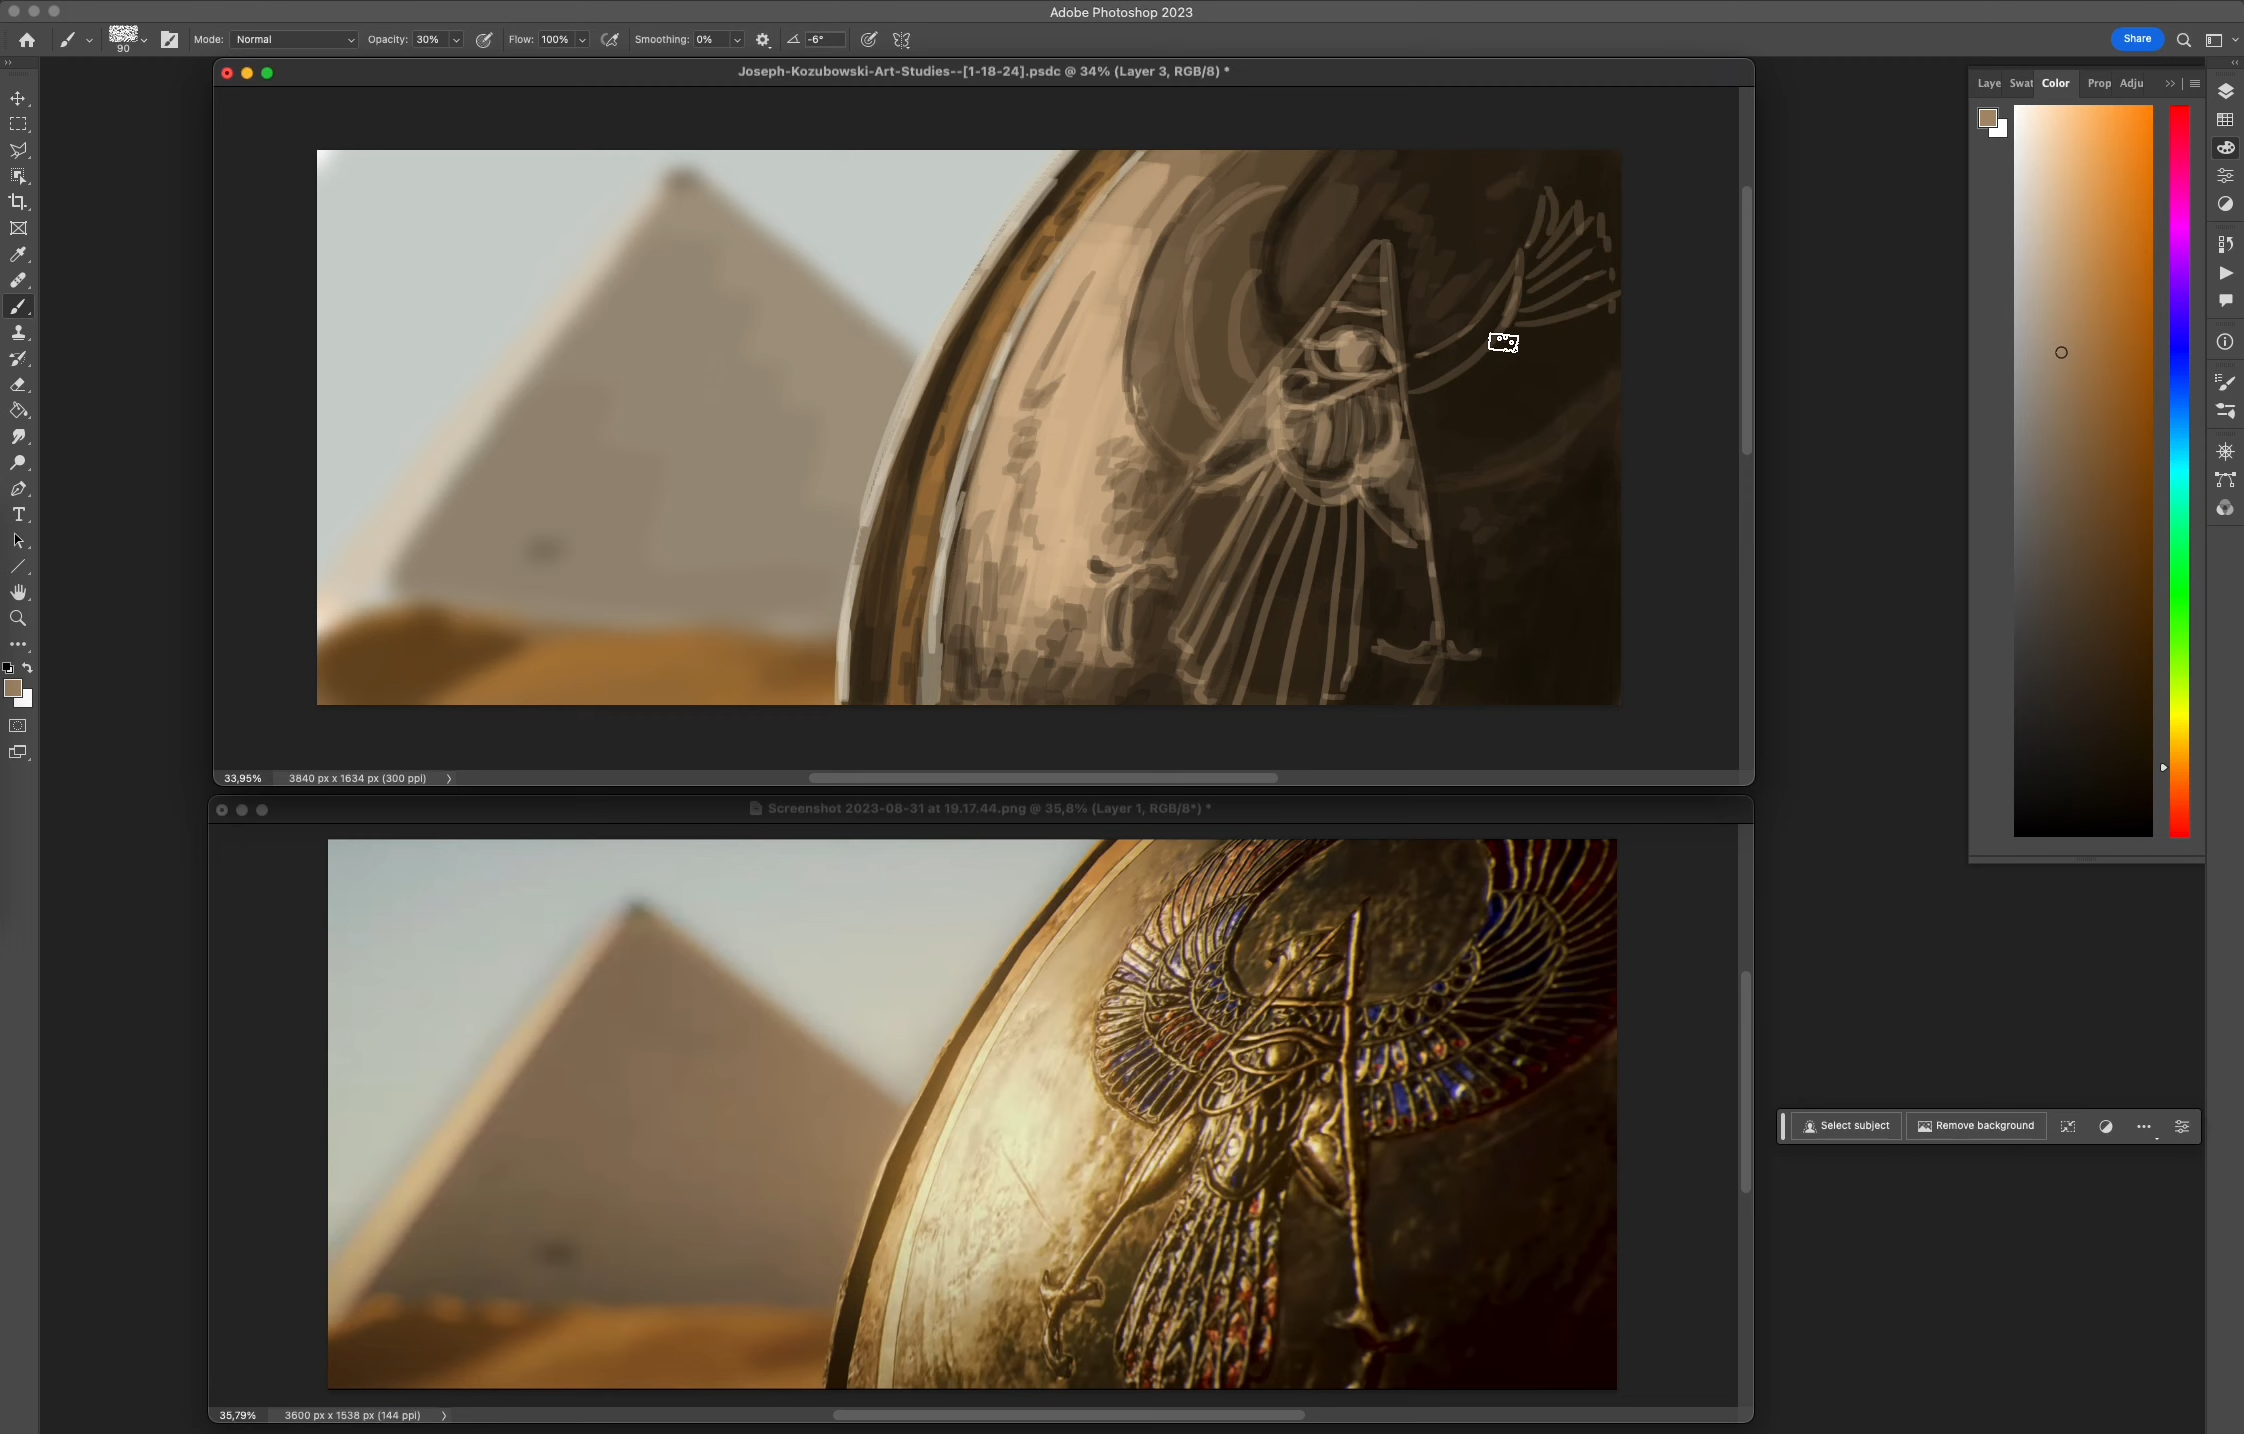 Adobe Photoshop 2023
90
Mode: Normal
Opacity: 30%
Flow: 100%
Smoothing: 0%
-6°
Share
Joseph-Kozubowski-Art-Studies--[1-18-24].psdc @ 34% (Layer 3, RGB/8) *
Laye Swat Color Prop Adju
33,95% 3840 px x 1634 px (300 ppi)
Screenshot 2023-08-31 at 19.17.44.png @ 35,8% (Layer 1, RGB/8*) *
Select subject
Remove background
35,79% 3600 px x 1538 px (144 ppi)